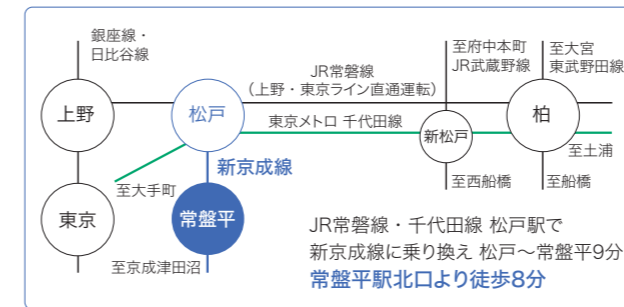 銀座線・
日比谷線
至府中本町
JR武蔵野線
至大宮
東武野田線
JR常磐線
(上野・東京ライン直通運転)
上野
松戸
東京メトロ 千代田線
新松戸
柏
新京成線
至土浦
至大手町
至西船橋
至船橋
東京
常盤平
至京成津田沼
JR常磐線・千代田線 松戸駅で
新京成線に乗り換え 松戸〜常盤平9分
常盤平駅北口より徒歩8分